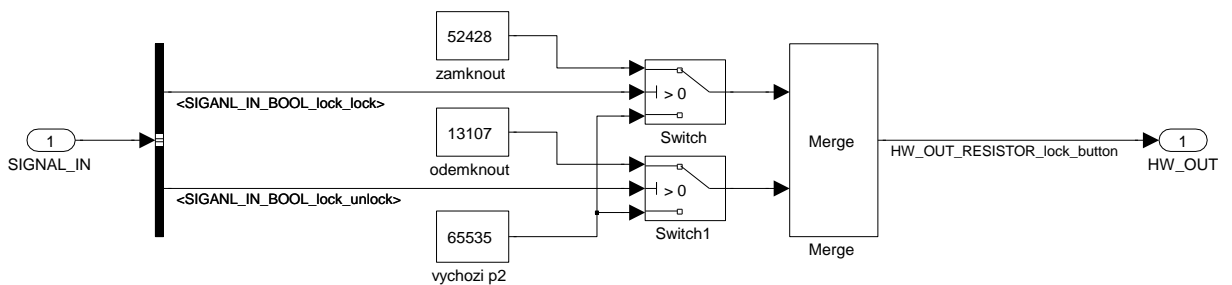 52428
zamknout
<SIGANL_IN_BOOL_lock_lock>
> 0
Switch
1
SIGNAL_IN
13107
odemknout
Merge
HW_OUT_RESISTOR_lock_button
1
HW_OUT
<SIGANL_IN_BOOL_lock_unlock>
> 0
Switch1
65535
vychozi p2
Merge